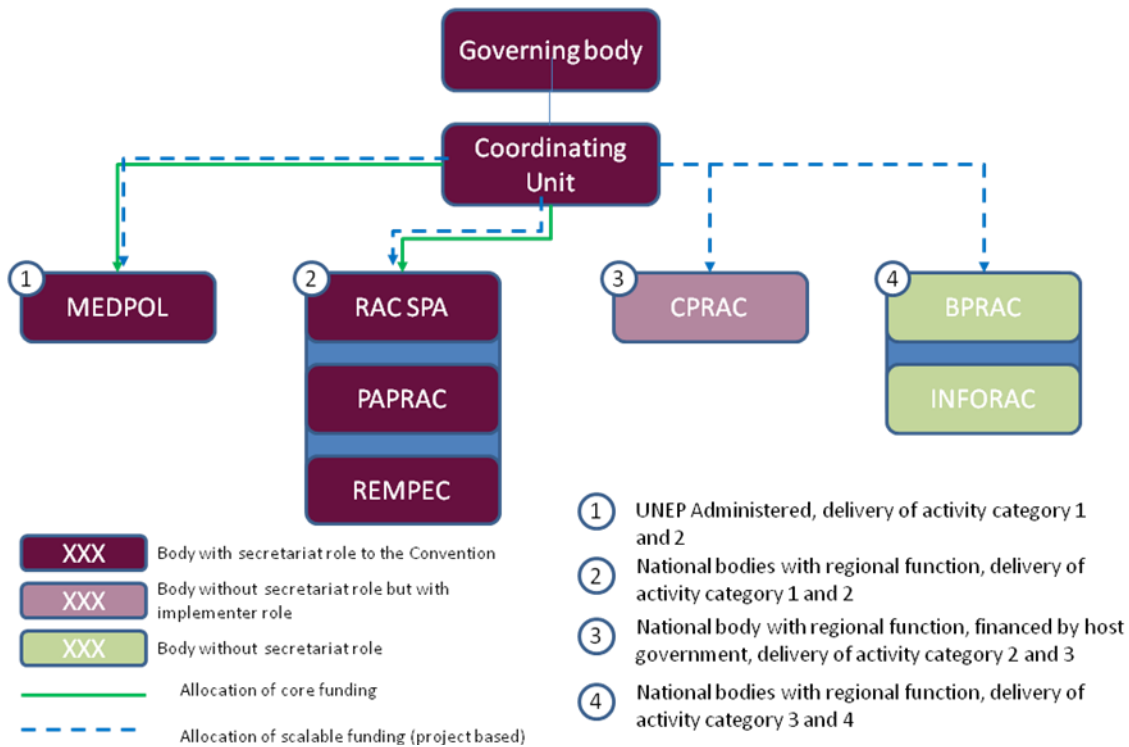 Governing body
Coordinating
Unit
1
MEDPOL
2
RAC SPA
PAPRAC
REMPEC
3
CPRAC
4
BPRAC
INFORAC
XXX
Body with secretariat role to the Convention
XXX
Body without secretariat role but with
implementer role
XXX
Body without secretariat role
Allocation of core funding
Allocation of scalable funding (project based)
1
UNEP Administered, delivery of activity category 1
and 2
2
National bodies with regional function, delivery of
activity category 1 and 2
3
National body with regional function, financed by host
government, delivery of activity category 2 and 3
4
National bodies with regional function, delivery of
activity category 3 and 4